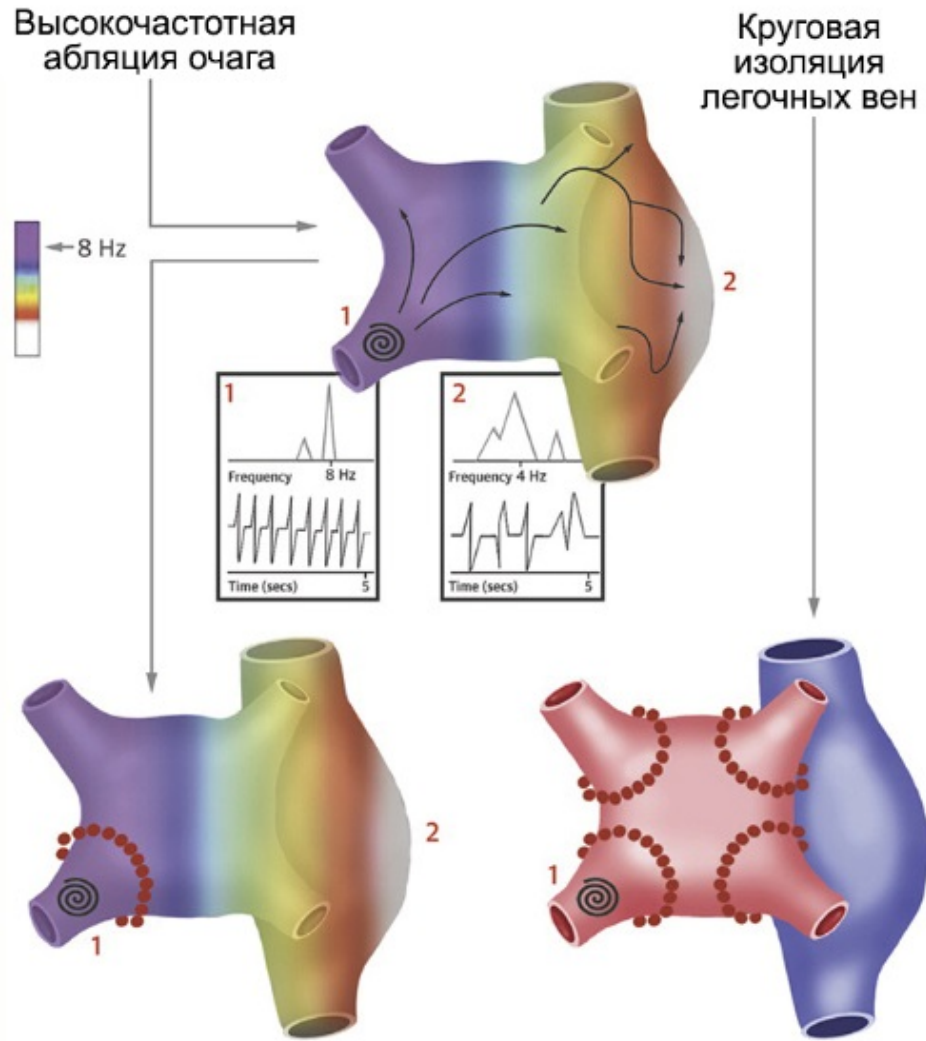 Высокочастотная
абляция очага
Круговая
изоляция
легочных вен
8 Hz
1
2
1
Frequency 8 Hz
Time (secs) 5
2
Frequency 4 Hz
Time (secs) 5
2
1
1